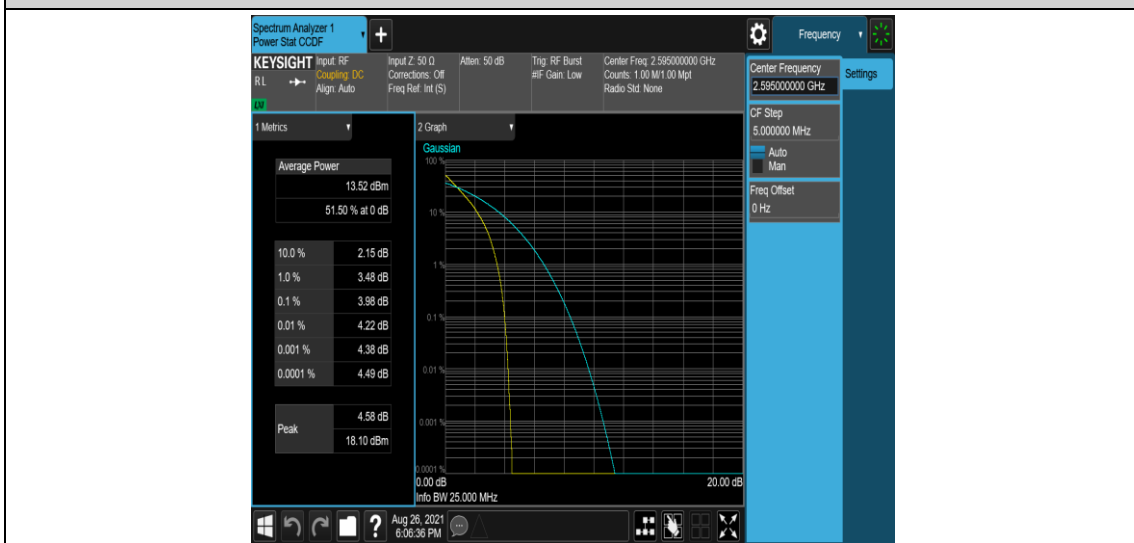 Spectrum Analyzer 1
Power Stat CCDF
+
Frequency
KEYSIGHT
RL
LXI
Input: RF
Coupling: DC
Align: Auto
Input Z: 50 Ω
Corrections: Off
Freq Ref: Int (S)
Atten: 50 dB
Trig: RF Burst
#IF Gain: Low
Center Freq: 2.595000000 GHz
Counts: 1.00 M/1.00 Mpt
Radio Std: None
Center Frequency
2.595000000 GHz
Settings
CF Step
5.000000 MHz
Auto
Man
Freq Offset
0 Hz
1 Metrics
Average Power
13.52 dBm
51.50 % at 0 dB
10.0 % 2.15 dB
1.0 % 3.48 dB
0.1 % 3.98 dB
0.01 % 4.22 dB
0.001 % 4.38 dB
0.0001 % 4.49 dB
Peak
4.58 dB
18.10 dBm
2 Graph
Gaussian
100 %
10 %
1 %
0.1 %
0.01 %
0.001 %
0.0001 %
0.00 dB 20.00 dB
Info BW 25.000 MHz
?
Aug 26, 2021
6:06:36 PM